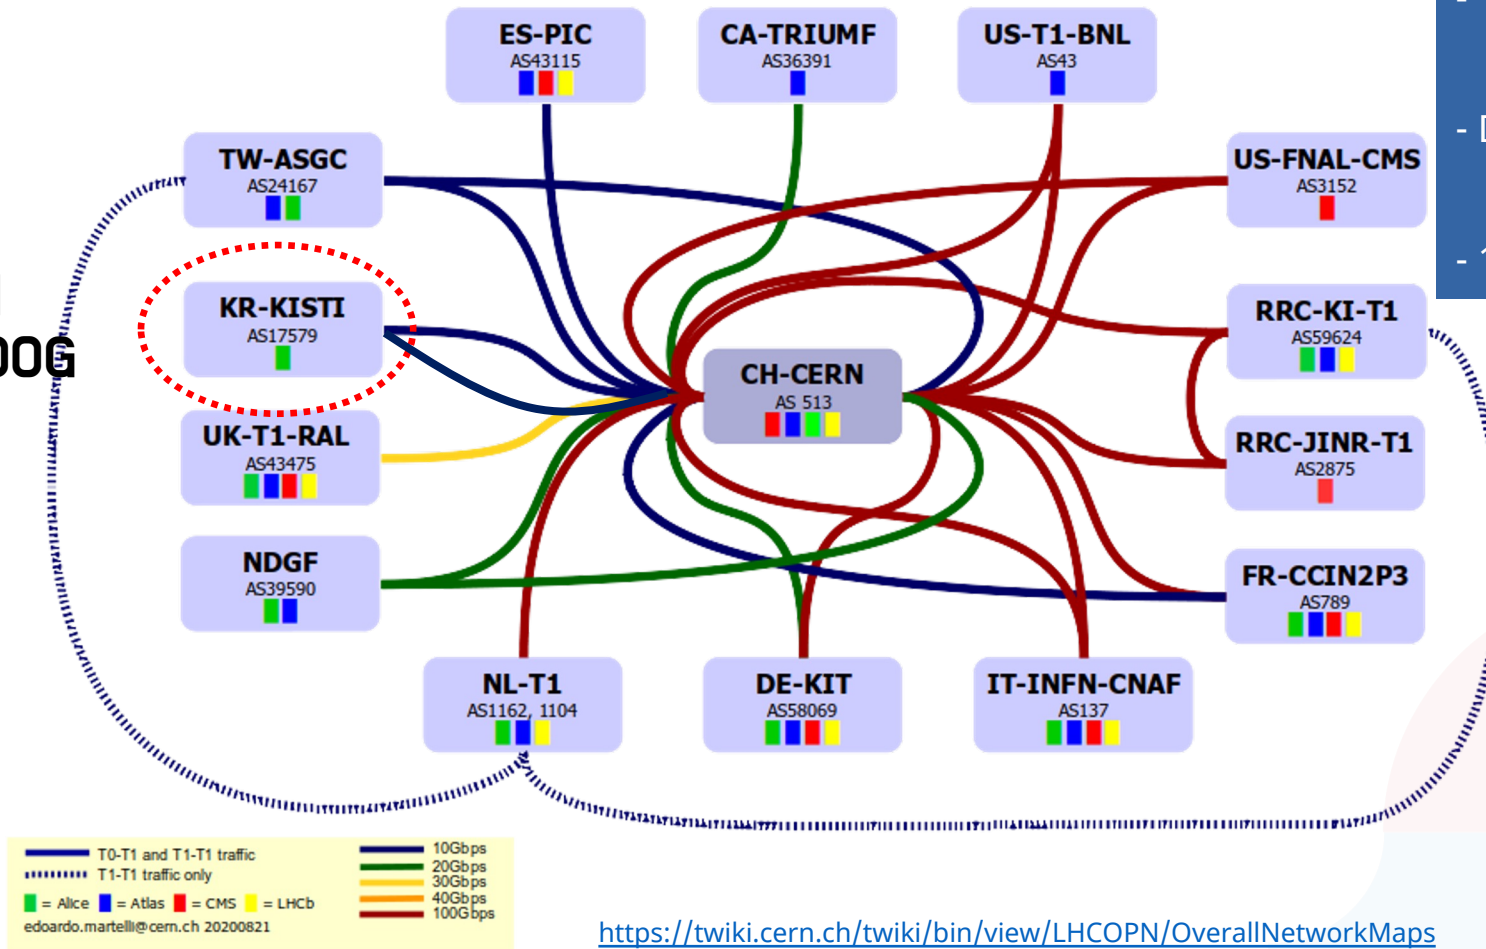 ES-PIC
AS43115
CA-TRIUMF
AS36391
US-T1-BNL
AS43
TW-ASGC
AS24167
US-FNAL-CMS
AS3152
KR-KISTI
AS17579
RRC-KI-T1
AS59624
CH-CERN
AS 513
UK-T1-RAL
AS43475
RRC-JINR-T1
AS2875
NDGF
AS39590
FR-CCIN2P3
AS789
NL-T1
AS1162, 1104
DE-KIT
AS58069
IT-INFN-CNAF
AS137
T0-T1 and T1-T1 traffic
T1-T1 traffic only
= Alice = Atlas = CMS = LHCb
edoardo.martelli@cern.ch 20200821
10Gbps
20Gbps
30Gbps
40Gbps
100Gbps
https://twiki.cern.ch/twiki/bin/view/LHCOPN/OverallNetworkMaps